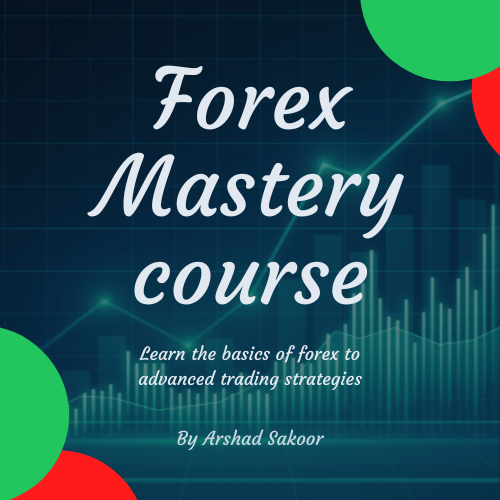 Forex
Mastery
course
Learn the basics of forex to
advanced trading strategies
By Arshad Sakoor